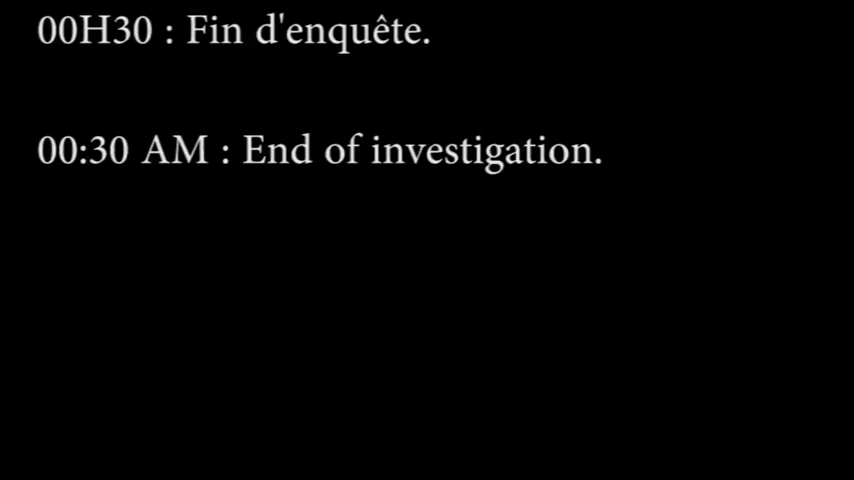 00H30 : Fin d'enquête.
00:30 AM : End of investigation.